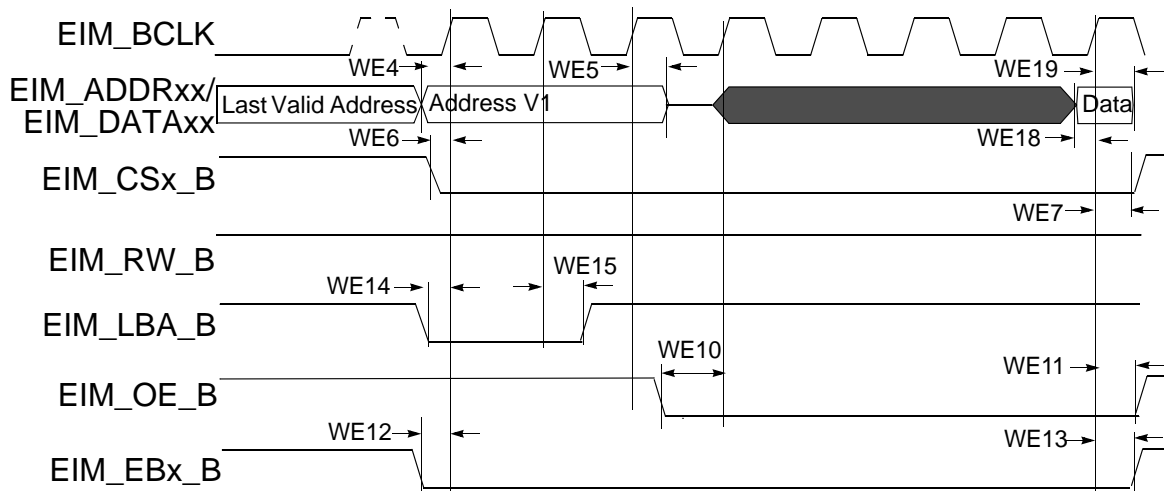 EIM_BCLK
WE4
WE5
WE19
EIM_ADDRxx/
EIM_DATAxx
Last Valid Address
Address V1
Data
WE6
WE18
EIM_CSx_B
WE7
EIM_RW_B
WE14
WE15
EIM_LBA_B
WE10
WE11
EIM_OE_B
WE12
WE13
EIM_EBx_B